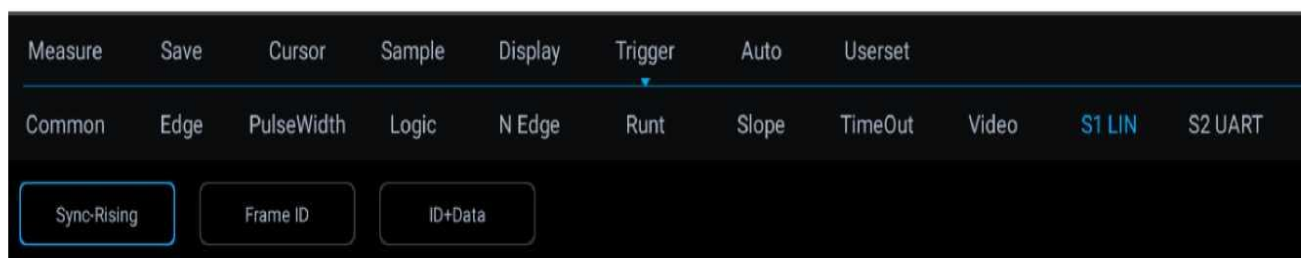 Measure Save Cursor Sample Display Trigger Auto Userset
Common Edge PulseWidth Logic N Edge Runt Slope TimeOut Video S1 LIN S2 UART
Sync-Rising Frame ID ID+Data